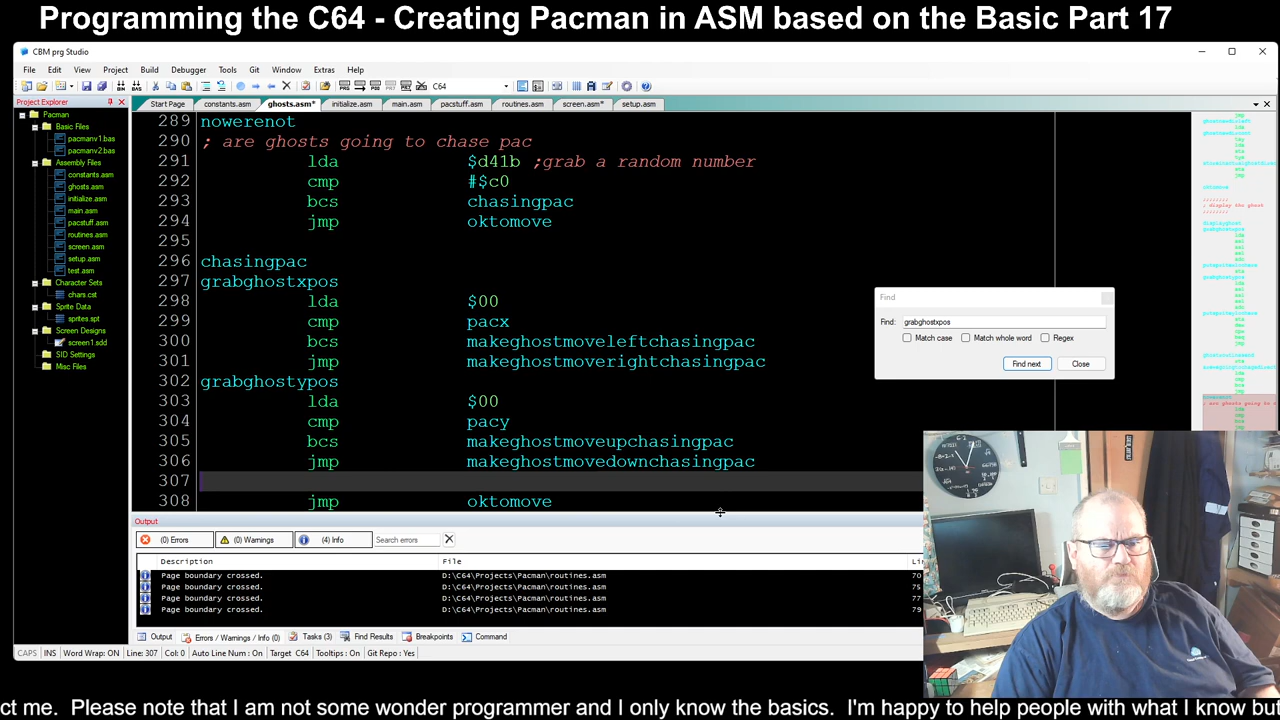 Programming the C64 - Creating Pacman in ASM based on the Basic Part 17
CBM prg Studio
File Edit View Project Build Debugger Tools Git Window Extras Help
C64
Project Explorer
Start Page constants.asm ghosts.asm* initialize.asm main.asm pacstuff.asm routines.asm screen.asm* setup.asm
Pacman
Basic Files
pacmanv1.bas
pacmanv2.bas
Assembly Files
constants.asm
ghosts.asm
initialize.asm
main.asm
pacstuff.asm
routines.asm
screen.asm
setup.asm
test.asm
Character Sets
chars.cst
Sprite Data
sprites.spt
Screen Designs
screen1.sdd
SID Settings
Misc Files
289 nowerenot
290 ; are ghosts going to chase pac
291 lda $d41b ;grab a random number
292 cmp #$c0
293 bcs chasingpac
294 jmp oktomove
295
296 chasingpac
297 grabghostxpos
298 lda $00
299 cmp pacx
300 bcs makeghostmoveleftchasingpac
301 jmp makeghostmoverightchasingpac
302 grabghostypos
303 lda $00
304 cmp pacy
305 bcs makeghostmoveupchasingpac
306 jmp makeghostmovedownchasingpac
307
308 jmp oktomove
Find
Find: grabghostxpos
Match case Match whole word Regex
Find next Close
Output
(0) Errors (0) Warnings (4) Info Search errors
Description File Li
Page boundary crossed. D:\C64\Projects\Pacman\routines.asm 70
Page boundary crossed. D:\C64\Projects\Pacman\routines.asm 75
Page boundary crossed. D:\C64\Projects\Pacman\routines.asm 77
Page boundary crossed. D:\C64\Projects\Pacman\routines.asm 79
Output Errors / Warnings / Info (0) Tasks (3) Find Results Breakpoints Command
CAPS INS Word Wrap: ON Line: 307 Col: 0 Auto Line Num : On Target C64 Tooltips : On Git Repo : Yes
ct me. Please note that I am not some wonder programmer and I only know the basics. I'm happy to help people with what I know but